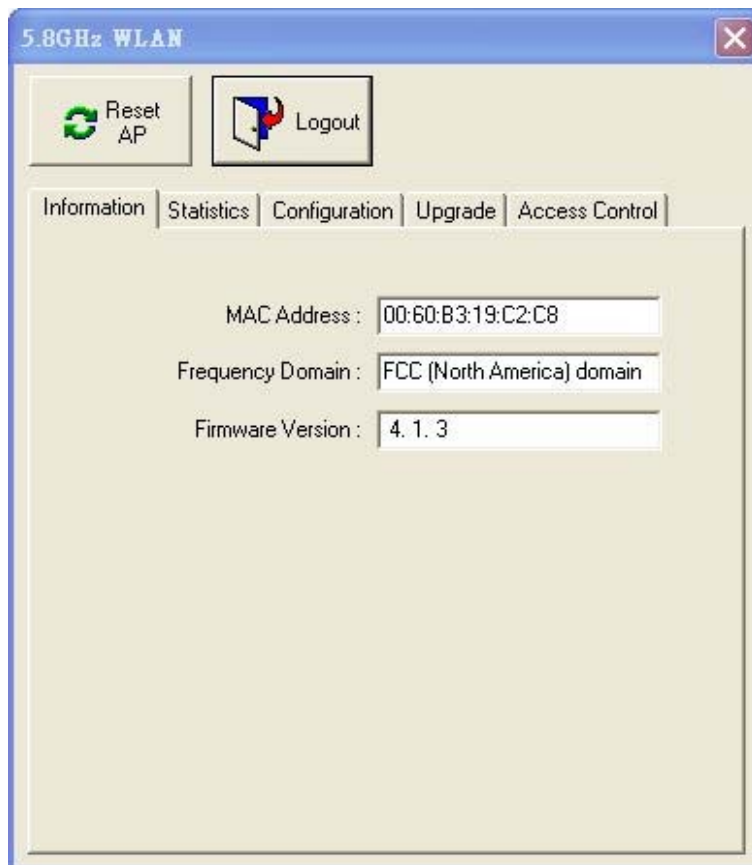 5.8GHz WLAN
Reset
AP
Logout
Information Statistics Configuration Upgrade Access Control
MAC Address : 00:60:B3:19:C2:C8
Frequency Domain : FCC (North America) domain
Firmware Version : 4. 1. 3